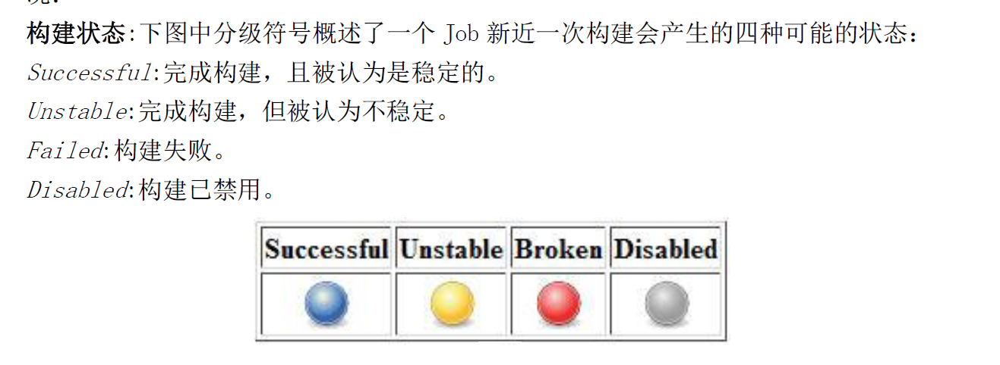 构建状态:下图中分级符号概述了一个 Job 新近一次构建会产生的四种可能的状态:
Successful:完成构建，且被认为是稳定的。
Unstable:完成构建，但被认为不稳定。
Failed:构建失败。
Disabled:构建已禁用。
Successful Unstable Broken Disabled